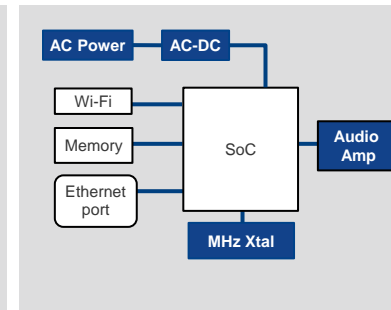 AC Power
AC-DC
Wi-Fi
Memory
SoC
Audio
Amp
Ethernet
port
MHz Xtal